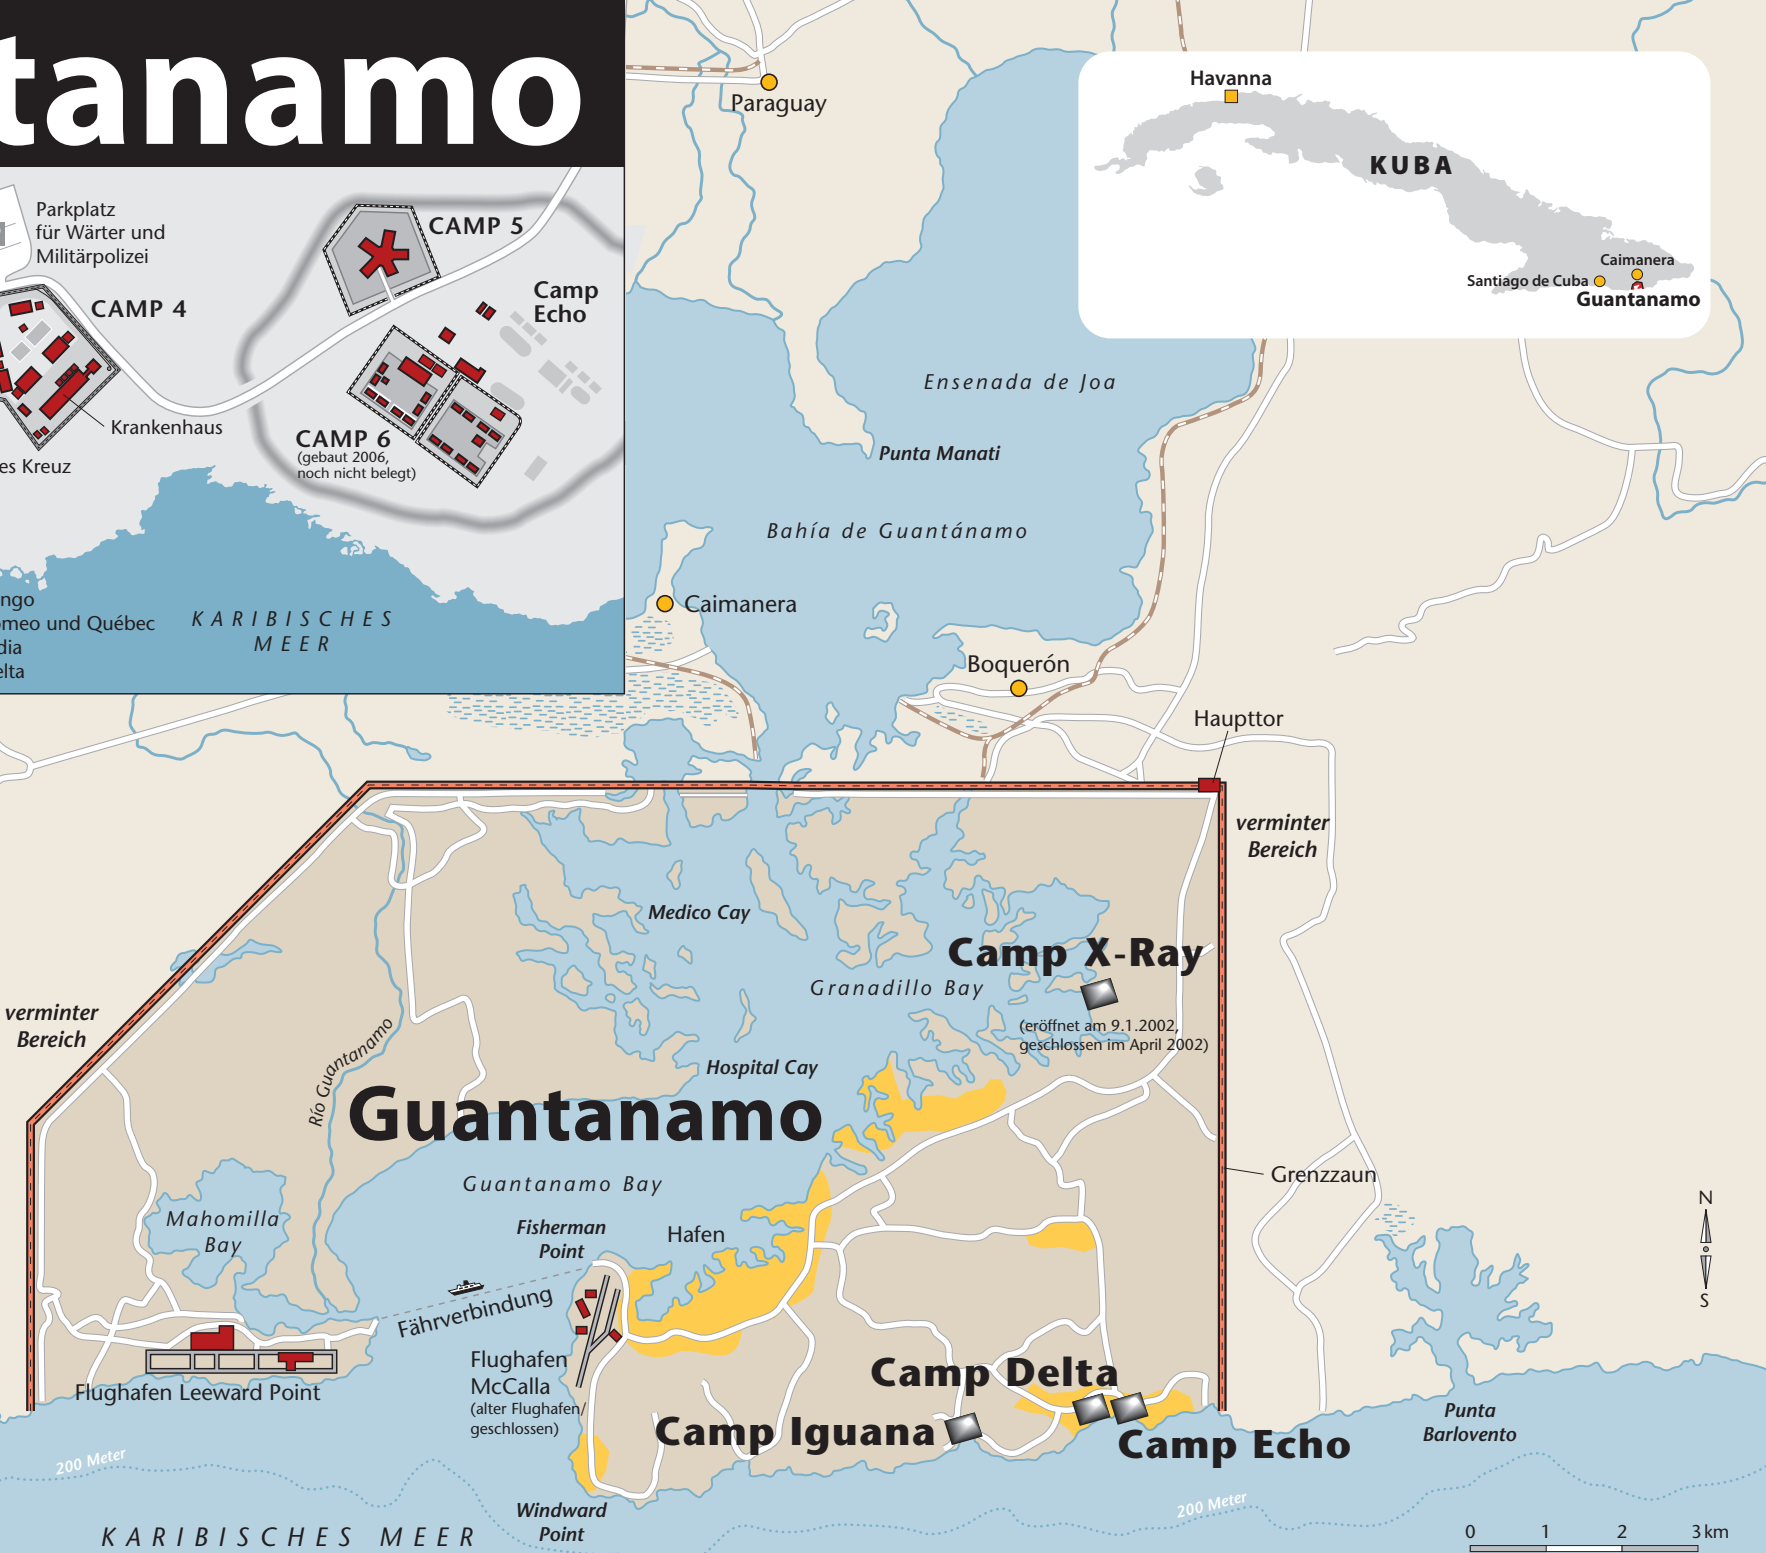 tanamo
Parkplatz
für Wärter und
Militärpolizei
CAMP 5
CAMP 4
Camp
Echo
Krankenhaus
CAMP 6
(gebaut 2006,
noch nicht belegt)
es Kreuz
ngo
omeo und Québec
dia
elta
KARIBISCHES
MEER
Paraguay
Havanna
KUBA
Caimanera
Santiago de Cuba
Guantanamo
Ensenada de Joa
Punta Manati
Bahía de Guantánamo
Caimanera
Boquerón
Haupttor
verminter
Bereich
Medico Cay
Camp X-Ray
Granadillo Bay
(eröffnet am 9.1.2002,
geschlossen im April 2002)
verminter
Bereich
Río Guantanamo
Hospital Cay
Guantanamo
Grenzzaun
Guantanamo Bay
N
S
Mahomilla
Bay
Fisherman
Point
Hafen
Fährverbindung
Flughafen
McCalla
(alter Flughafen/
geschlossen)
Flughafen Leeward Point
Camp Delta
Camp Iguana
Camp Echo
Punta
Barlovento
200 Meter
200 Meter
Windward
Point
KARIBISCHES MEER
0 1 2 3 km